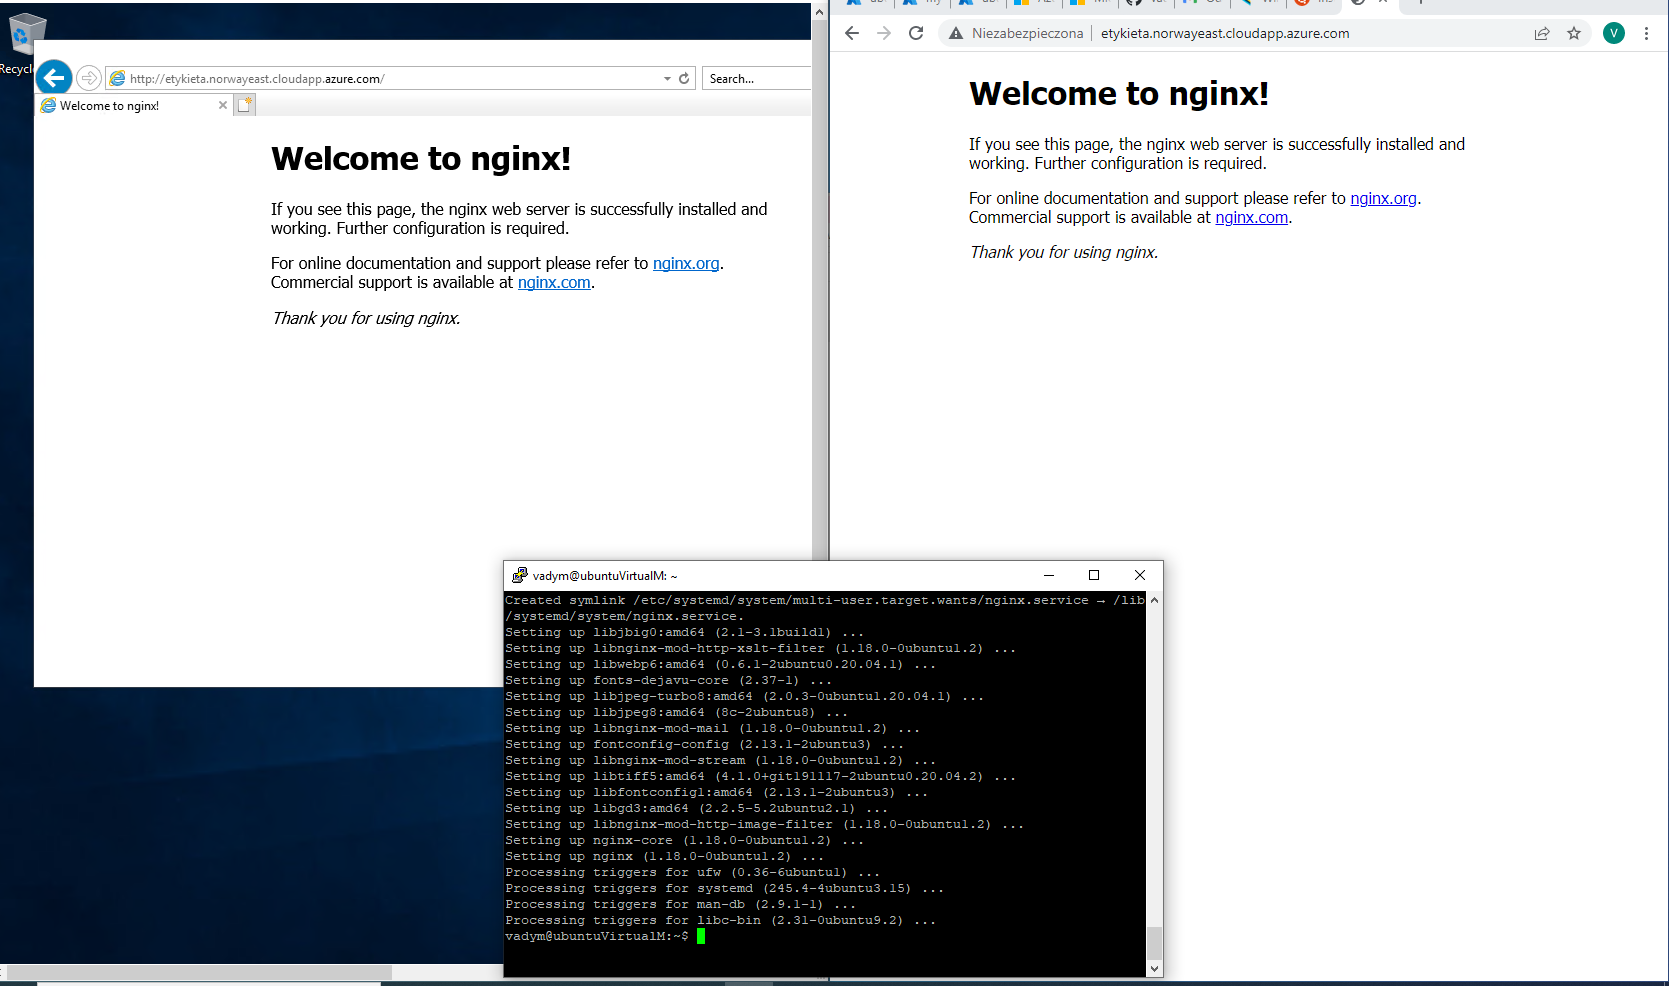 Recycl
http://etykieta.norwayeast.cloudapp.azure.com/
Search...
Welcome to nginx!
Welcome to nginx!
If you see this page, the nginx web server is successfully installed and
working. Further configuration is required.
For online documentation and support please refer to nginx.org.
Commercial support is available at nginx.com.
Thank you for using nginx.
Niezabezpieczona
etykieta.norwayeast.cloudapp.azure.com
V
Welcome to nginx!
If you see this page, the nginx web server is successfully installed and
working. Further configuration is required.
For online documentation and support please refer to nginx.org.
Commercial support is available at nginx.com.
Thank you for using nginx.
vadym@ubuntuVirtualM: ~
Created symlink /etc/systemd/system/multi-user.target.wants/nginx.service → /lib
/systemd/system/nginx.service.
Setting up libjbig0:amd64 (2.1-3.1build1) ...
Setting up libnginx-mod-http-xslt-filter (1.18.0-0ubuntu1.2) ...
Setting up libwebp6:amd64 (0.6.1-2ubuntu0.20.04.1) ...
Setting up fonts-dejavu-core (2.37-1) ...
Setting up libjpeg-turbo8:amd64 (2.0.3-0ubuntu1.20.04.1) ...
Setting up libjpeg8:amd64 (8c-2ubuntu8) ...
Setting up libnginx-mod-mail (1.18.0-0ubuntu1.2) ...
Setting up fontconfig-config (2.13.1-2ubuntu3) ...
Setting up libnginx-mod-stream (1.18.0-0ubuntu1.2) ...
Setting up libtiff5:amd64 (4.1.0+git191117-2ubuntu0.20.04.2) ...
Setting up libfontconfig1:amd64 (2.13.1-2ubuntu3) ...
Setting up libgd3:amd64 (2.2.5-5.2ubuntu2.1) ...
Setting up libnginx-mod-http-image-filter (1.18.0-0ubuntu1.2) ...
Setting up nginx-core (1.18.0-0ubuntu1.2) ...
Setting up nginx (1.18.0-0ubuntu1.2) ...
Processing triggers for ufw (0.36-6ubuntu1) ...
Processing triggers for systemd (245.4-4ubuntu3.15) ...
Processing triggers for man-db (2.9.1-1) ...
Processing triggers for libc-bin (2.31-0ubuntu9.2) ...
vadym@ubuntuVirtualM:~$